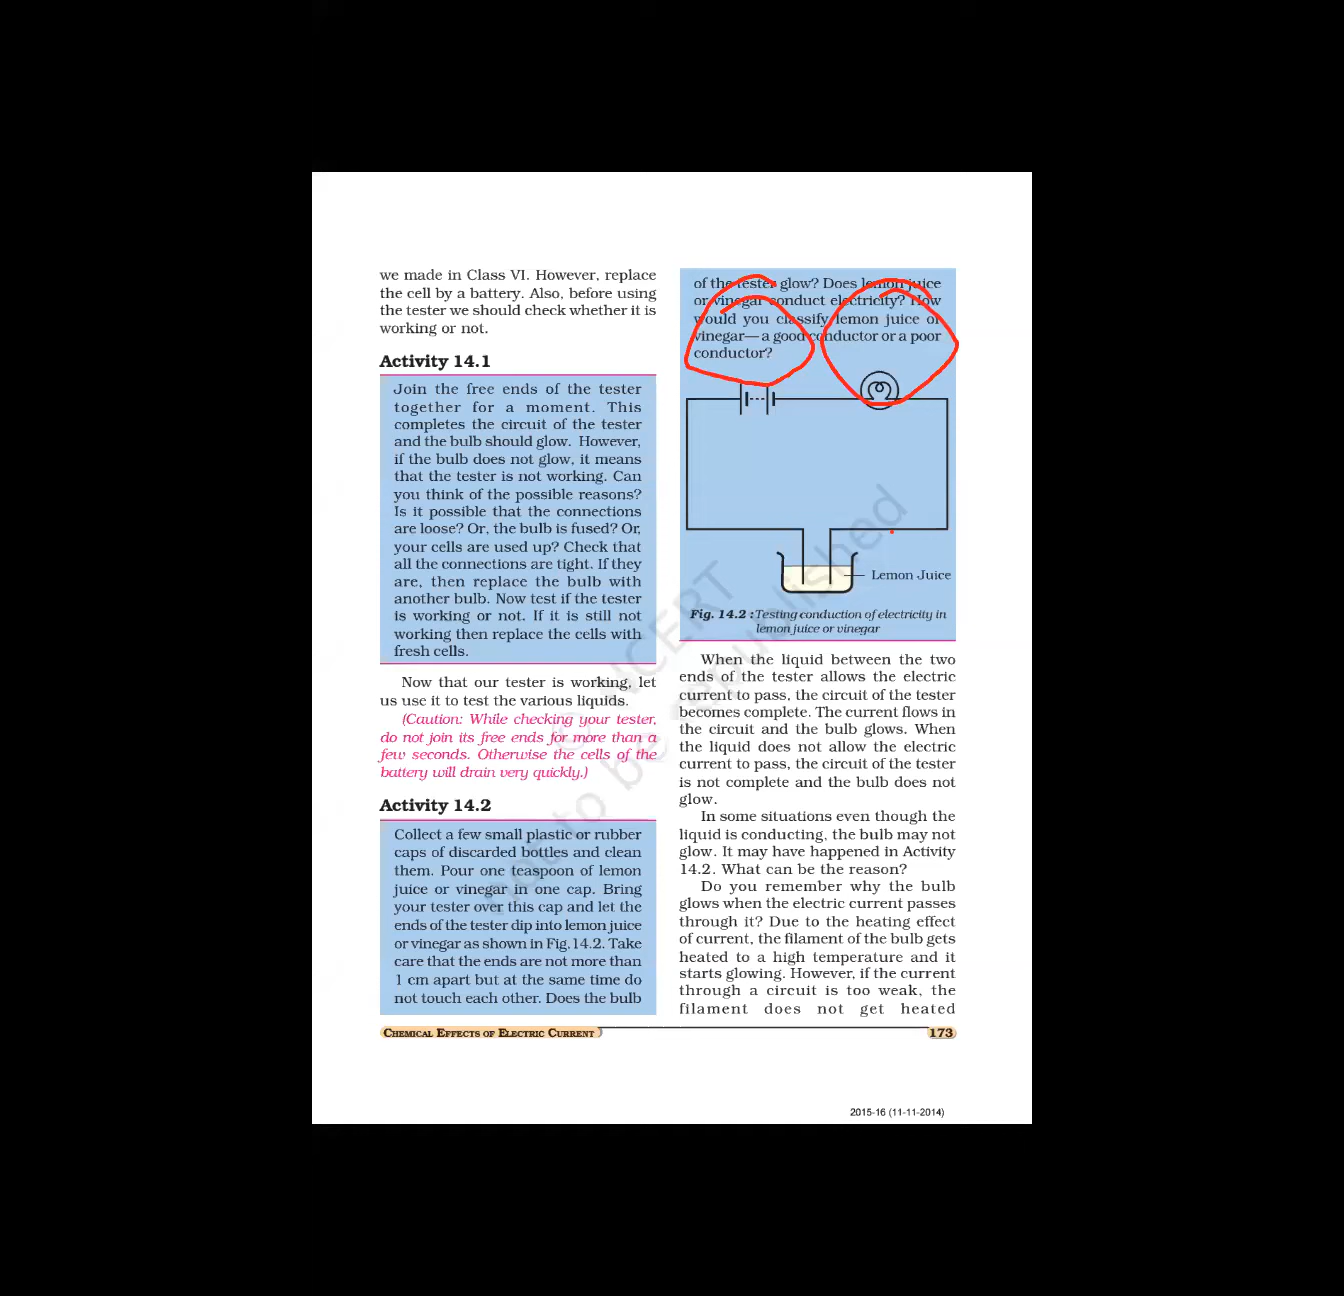 we made in Class VI. However, replace
the cell by a battery. Also, before using
the tester we should check whether it is
working or not.
Activity 14.1
Join the free ends of the tester
together for a moment. This
completes the circuit of the tester
and the bulb should glow. However,
if the bulb does not glow, it means
that the tester is not working. Can
you think of the possible reasons?
Is it possible that the connections
are loose? Or, the bulb is fused? Or,
your cells are used up? Check that
all the connections are tight. If they
are, then replace the bulb with
another bulb. Now test if the tester
is working or not. If it is still not
working then replace the cells with
fresh cells.
Now that our tester is working, let
us use it to test the various liquids.
(Caution: While checking your tester,
do not join its free ends for more than a
few seconds. Otherwise the cells of the
battery will drain very quickly.)
Activity 14.2
Collect a few small plastic or rubber
caps of discarded bottles and clean
them. Pour one teaspoon of lemon
juice or vinegar in one cap. Bring
your tester over this cap and let the
ends of the tester dip into lemon juice
or vinegar as shown in Fig.14.2. Take
care that the ends are not more than
1 cm apart but at the same time do
not touch each other. Does the bulb
of the tester glow? Does lemon juice
or vinegar conduct electricity? How
would you classify lemon juice or
vinegar— a good conductor or a poor
conductor?
Lemon Juice
Fig. 14.2 : Testing conduction of electricity in
lemon juice or vinegar
When the liquid between the two
ends of the tester allows the electric
current to pass, the circuit of the tester
becomes complete. The current flows in
the circuit and the bulb glows. When
the liquid does not allow the electric
current to pass, the circuit of the tester
is not complete and the bulb does not
glow.
In some situations even though the
liquid is conducting, the bulb may not
glow. It may have happened in Activity
14.2. What can be the reason?
Do you remember why the bulb
glows when the electric current passes
through it? Due to the heating effect
of current, the filament of the bulb gets
heated to a high temperature and it
starts glowing. However, if the current
through a circuit is too weak, the
filament does not get heated
© NCERT
not to be republished
CHEMICAL EFFECTS OF ELECTRIC CURRENT
173
2015-16 (11-11-2014)